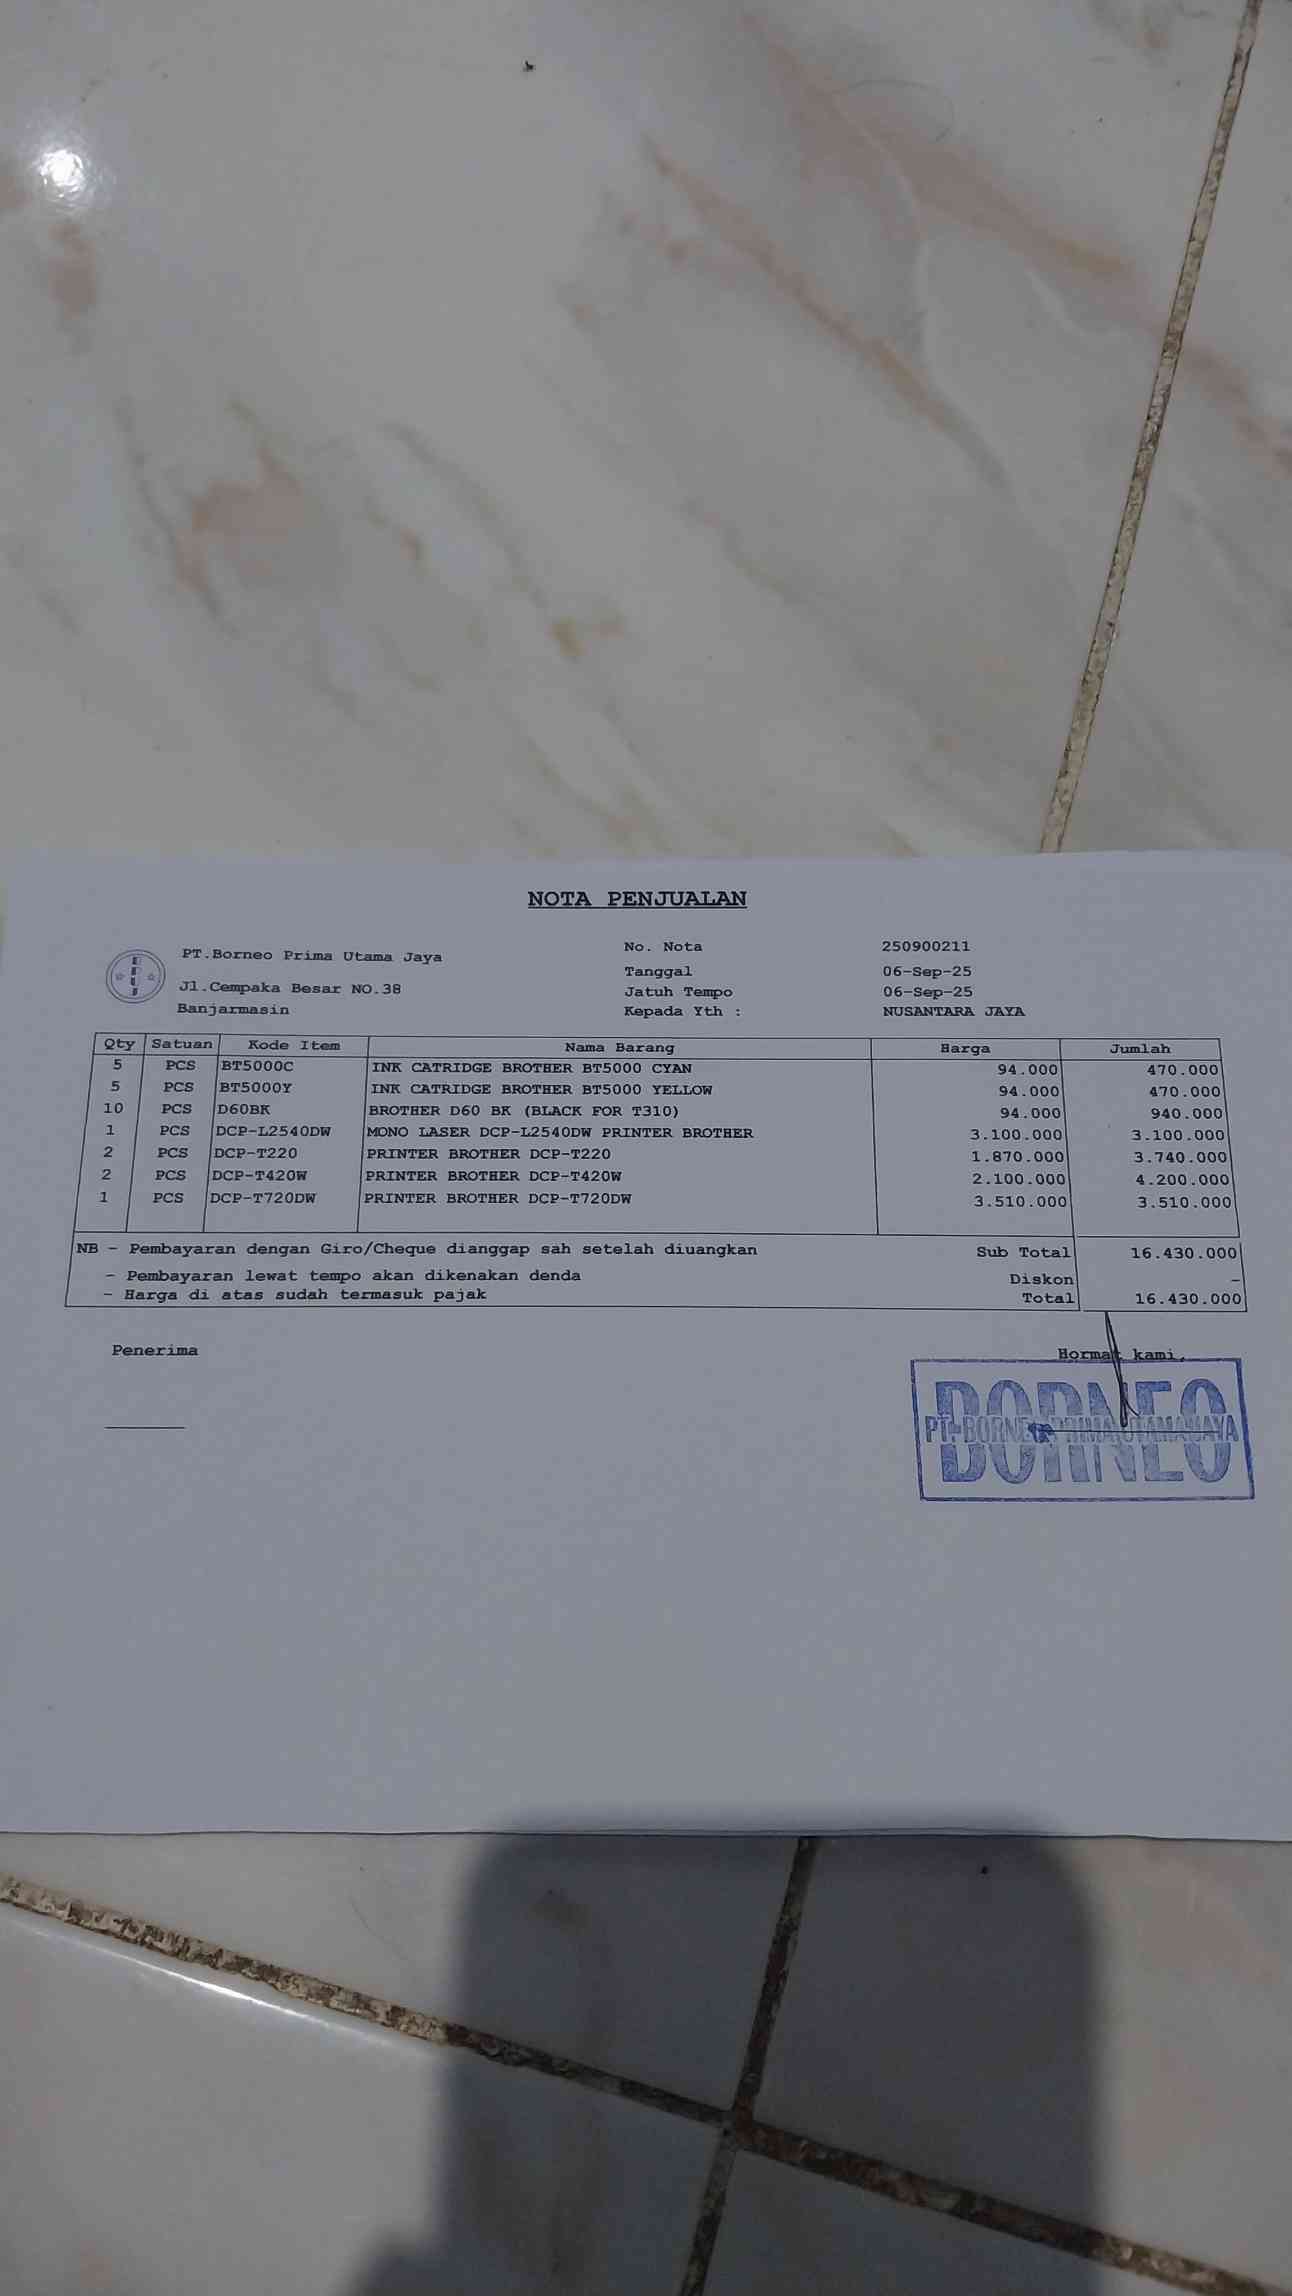 NOTA PENJUALAN
BPUJ
PT.Borneo Prima Utama Jaya
Jl.Cempaka Besar NO.38
Banjarmasin
No. Nota 250900211
Tanggal 06-Sep-25
Jatuh Tempo 06-Sep-25
Kepada Yth : NUSANTARA JAYA
Qty Satuan Kode Item Nama Barang Harga Jumlah
5 PCS BT5000C INK CATRIDGE BROTHER BT5000 CYAN 94.000 470.000
5 PCS BT5000Y INK CATRIDGE BROTHER BT5000 YELLOW 94.000 470.000
10 PCS D60BK BROTHER D60 BK (BLACK FOR T310) 94.000 940.000
1 PCS DCP-L2540DW MONO LASER DCP-L2540DW PRINTER BROTHER 3.100.000 3.100.000
2 PCS DCP-T220 PRINTER BROTHER DCP-T220 1.870.000 3.740.000
2 PCS DCP-T420W PRINTER BROTHER DCP-T420W 2.100.000 4.200.000
1 PCS DCP-T720DW PRINTER BROTHER DCP-T720DW 3.510.000 3.510.000
NB - Pembayaran dengan Giro/Cheque dianggap sah setelah diuangkan Sub Total 16.430.000
- Pembayaran lewat tempo akan dikenakan denda Diskon -
- Harga di atas sudah termasuk pajak Total 16.430.000
Penerima Hormat kami,
BORNEO
PT. BORNEO PRIMA UTAMA JAYA